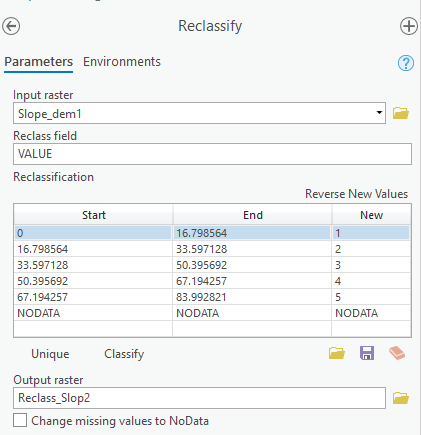 Reclassify
Parameters Environments
Input raster
Slope_dem1
Reclass field
VALUE
Reclassification
Reverse New Values
Start End New
0 16.798564 1
16.798564 33.597128 2
33.597128 50.395692 3
50.395692 67.194257 4
67.194257 83.992821 5
NODATA NODATA NODATA
Unique Classify
Output raster
Reclass_Slop2
Change missing values to NoData